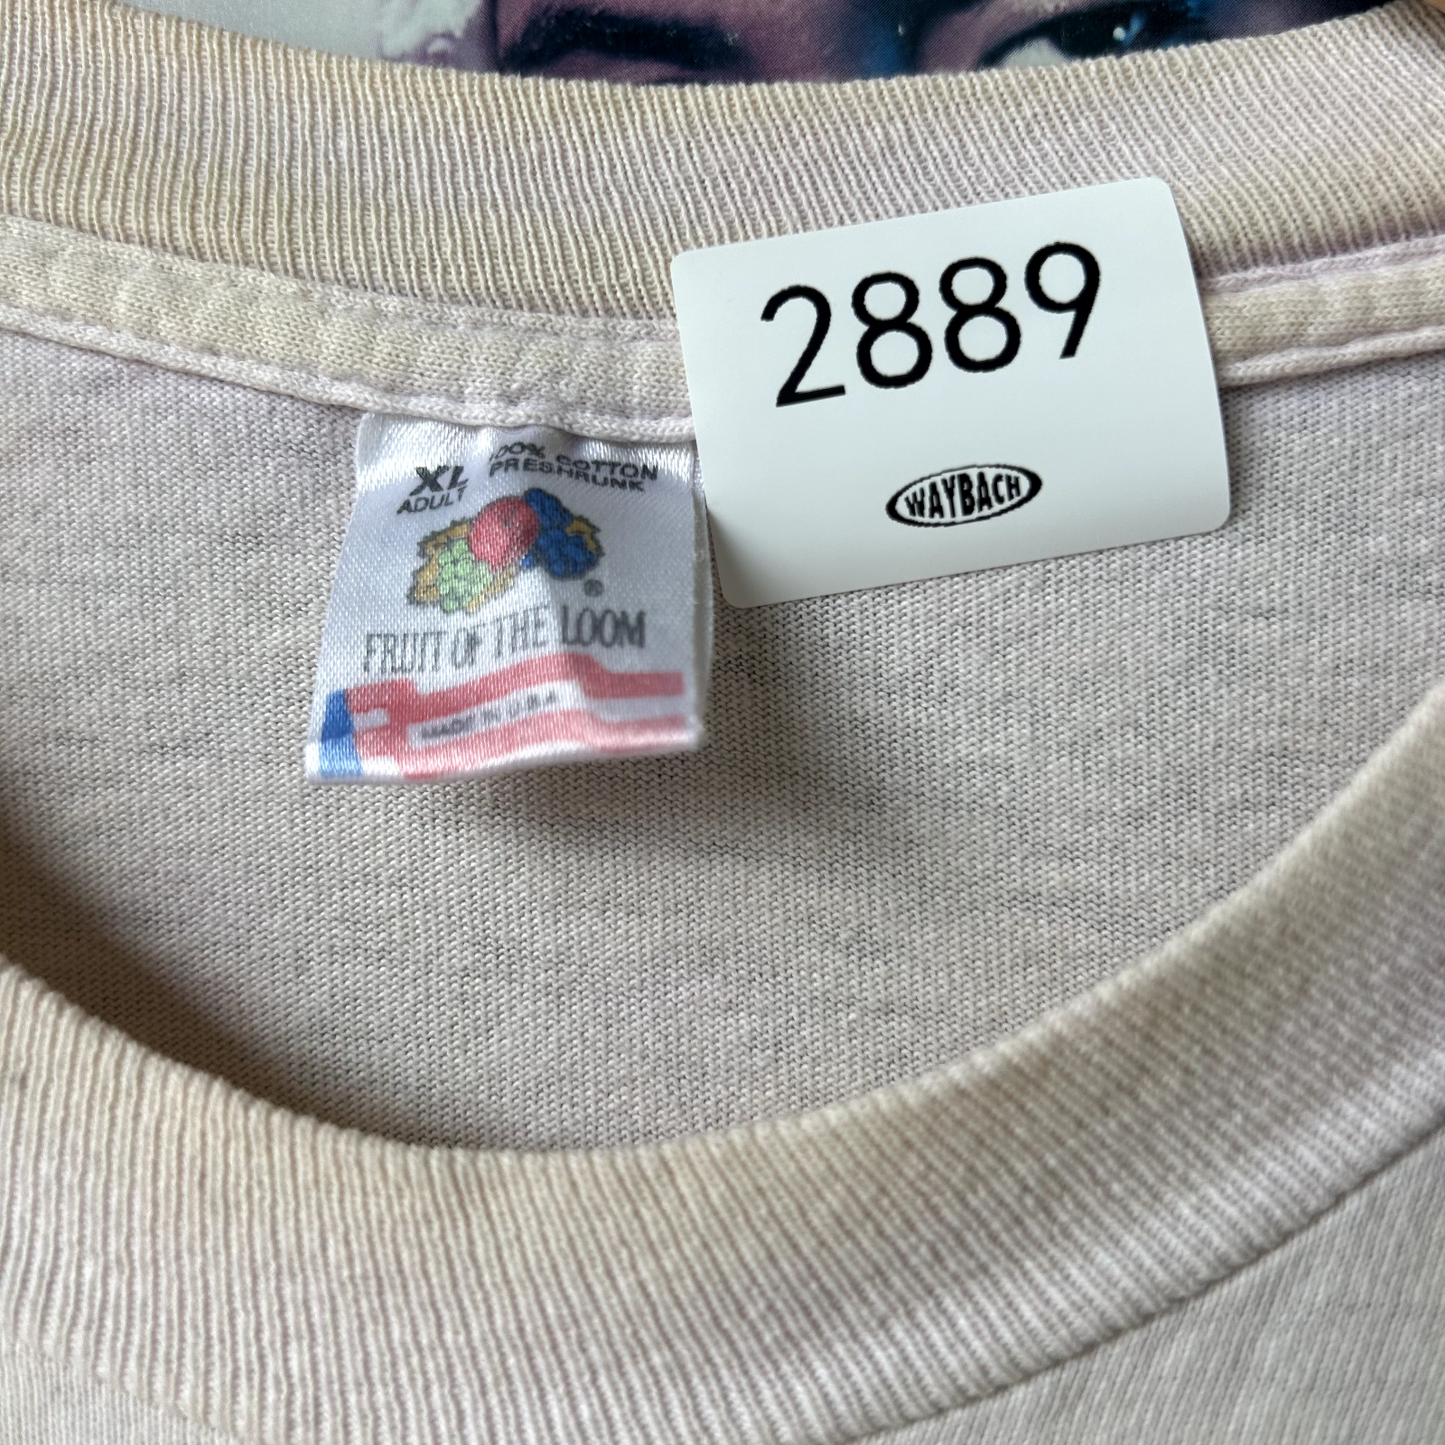 2889
WAYBACH
XL
ADULT
100% COTTON
PRESHRUNK
®
FRUIT OF THE LOOM
MADE IN U.S.A.